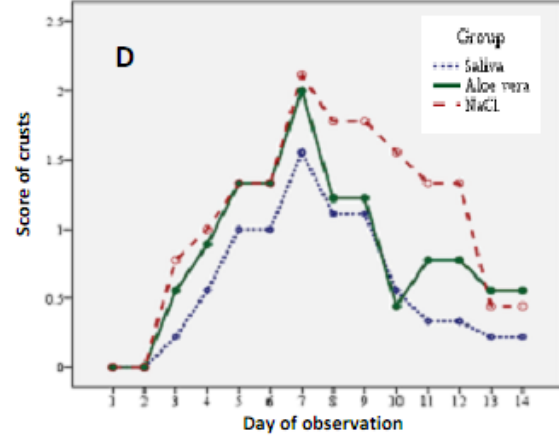 D
Group
Saliva
Aloe vera
NaCL
Score of crusts
2.5
2
1.5
1
0.5
0
1 2 3 4 5 6 7 8 9 10 11 12 13 14
Day of observation